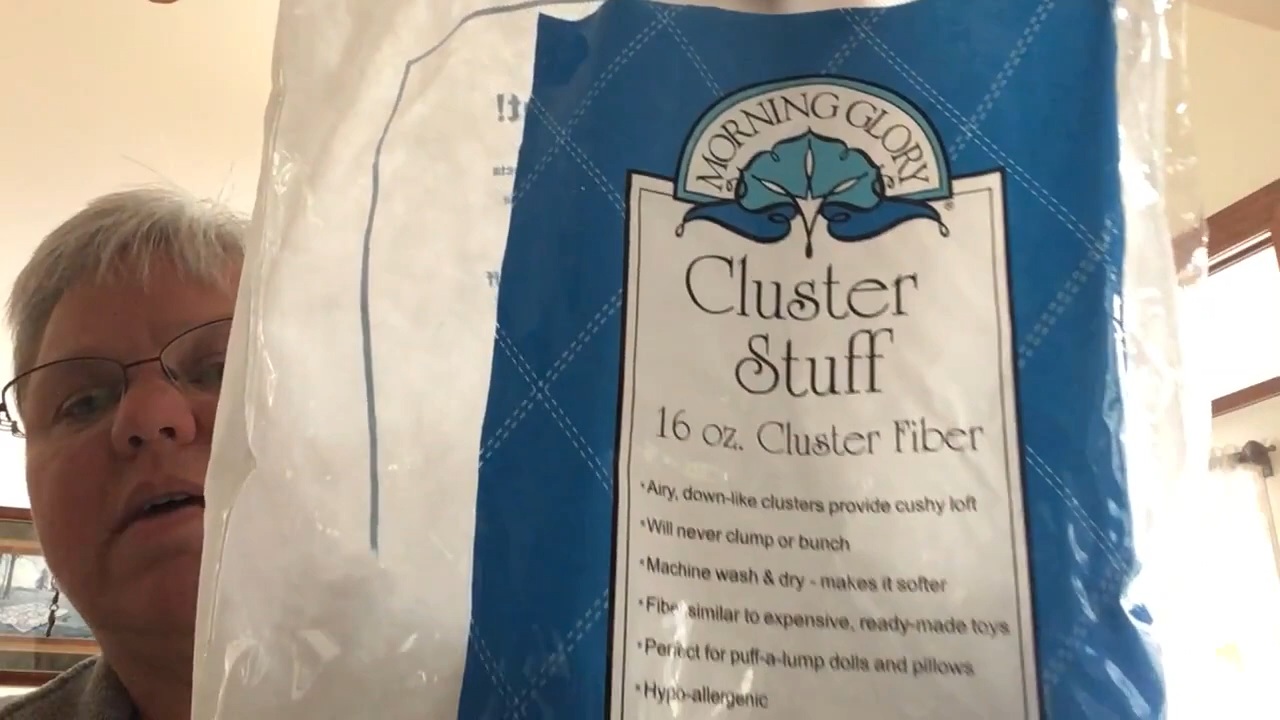 MORNING GLORY
®
Cluster
Stuff
16 oz. Cluster Fiber
*Airy, down-like clusters provide cushy loft
*Will never clump or bunch
*Machine wash & dry - makes it softer
*Fiber similar to expensive, ready-made toys
*Perfect for puff-a-lump dolls and pillows
*Hypo-allergenic